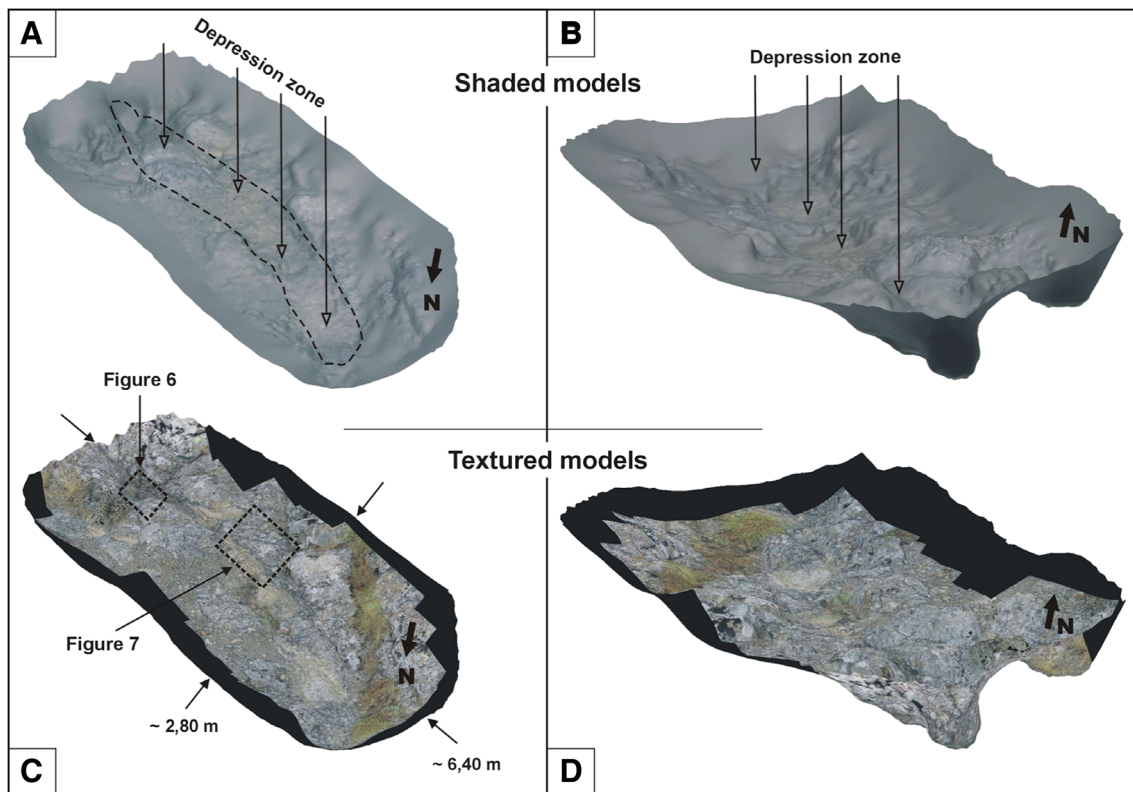 A
Depression zone
N
B
Depression zone
Shaded models
N
Figure 6
Textured models
Figure 7
N
~ 2,80 m
~ 6,40 m
C
N
D